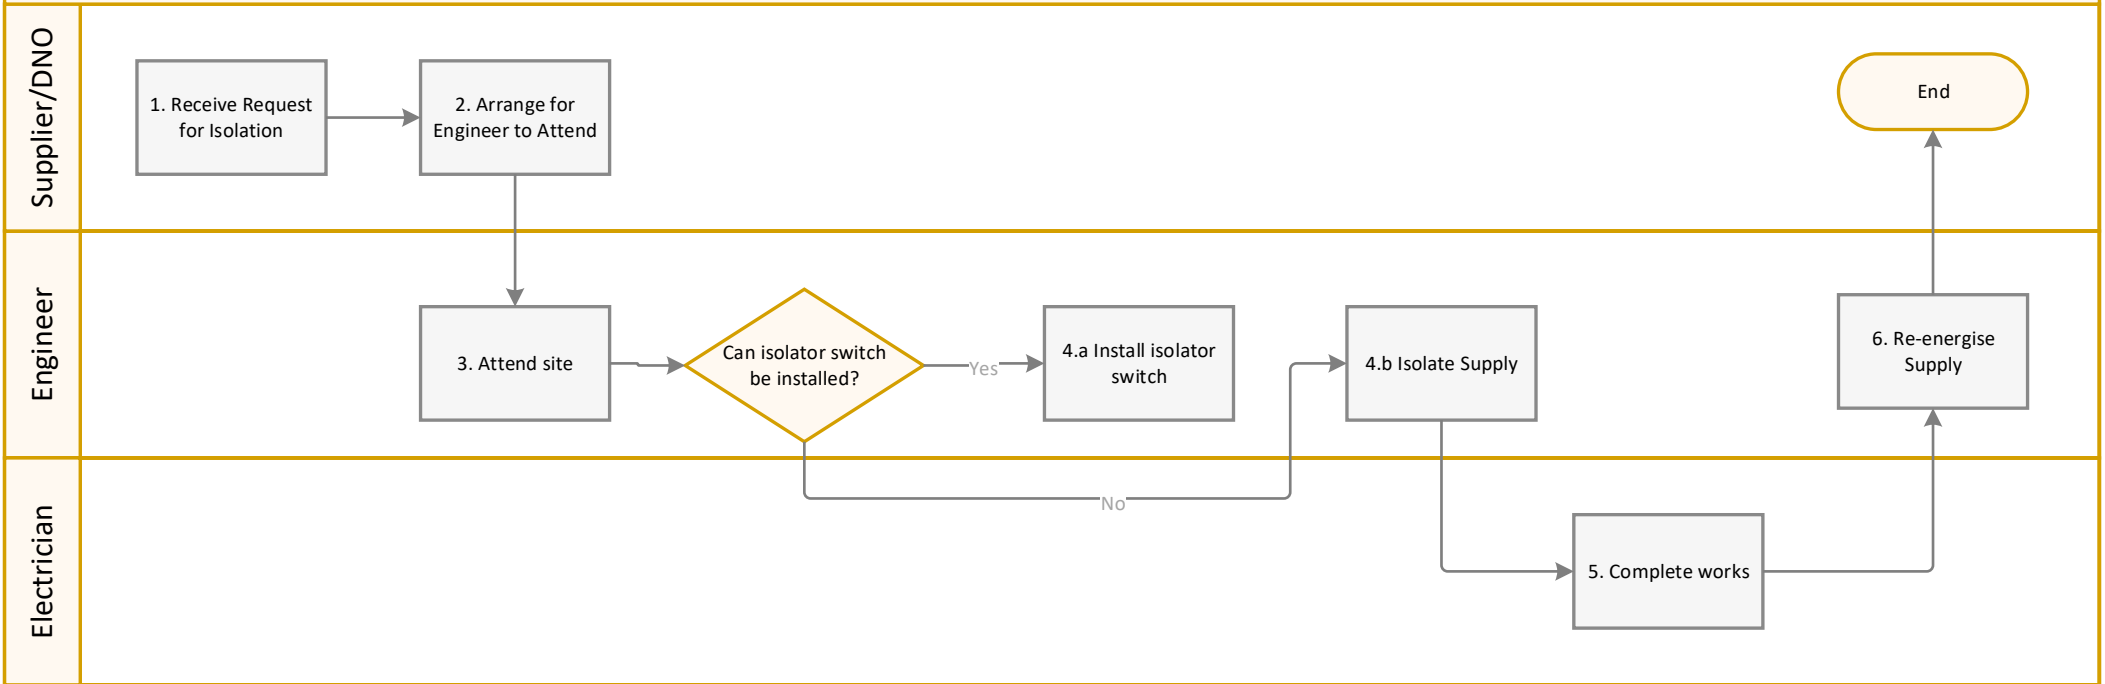 Supplier/DNO
1. Receive Request
for Isolation
2. Arrange for
Engineer to Attend
End
Engineer
3. Attend site
Can isolator switch
be installed?
Yes
4.a Install isolator
switch
4.b Isolate Supply
6. Re-energise
Supply
No
Electrician
5. Complete works